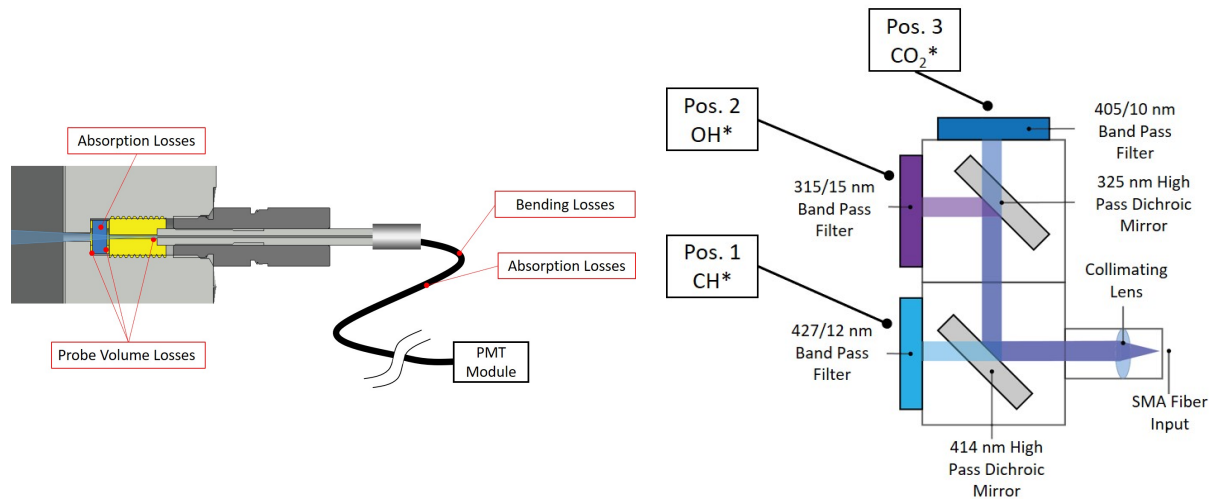 Absorption Losses
Bending Losses
Absorption Losses
Probe Volume Losses
PMT
Module
Pos. 3
CO₂*
Pos. 2
OH*
405/10 nm
Band Pass
Filter
315/15 nm
Band Pass
Filter
325 nm High
Pass Dichroic
Mirror
Pos. 1
CH*
Collimating
Lens
427/12 nm
Band Pass
Filter
SMA Fiber
Input
414 nm High
Pass Dichroic
Mirror